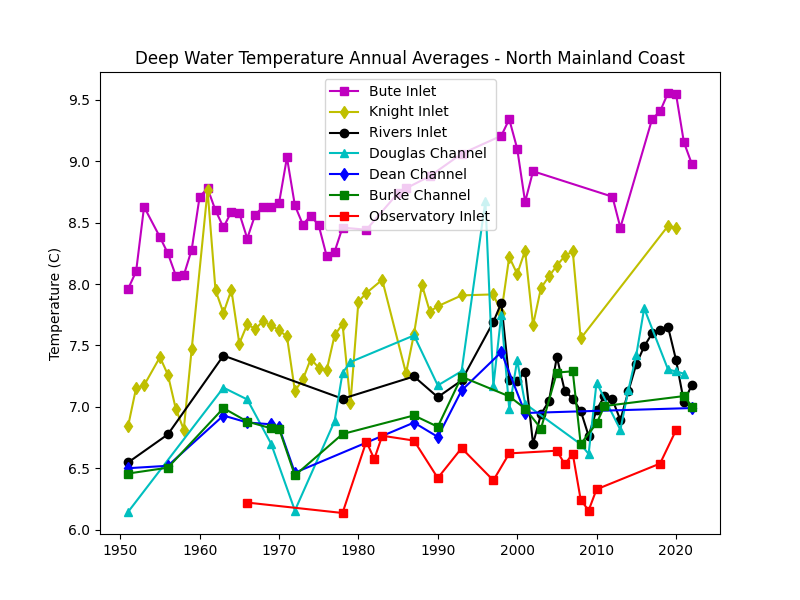 Deep Water Temperature Annual Averages - North Mainland Coast
Bute Inlet
Knight Inlet
Rivers Inlet
Douglas Channel
Dean Channel
Burke Channel
Observatory Inlet
Temperature (C)
9.5
9.0
8.5
8.0
7.5
7.0
6.5
6.0
1950 1960 1970 1980 1990 2000 2010 2020